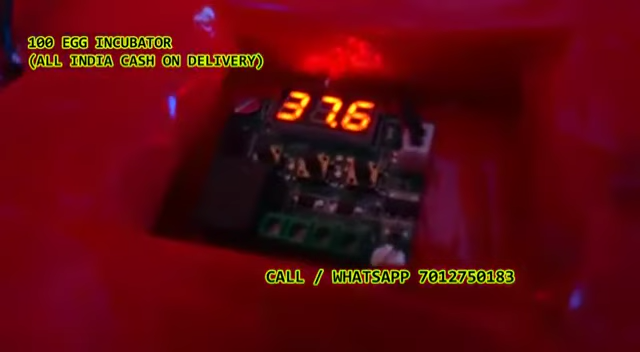 100 EGG INCUBATOR
(ALL INDIA CASH ON DELIVERY)
37.6
CALL / WHATSAPP 7012750183